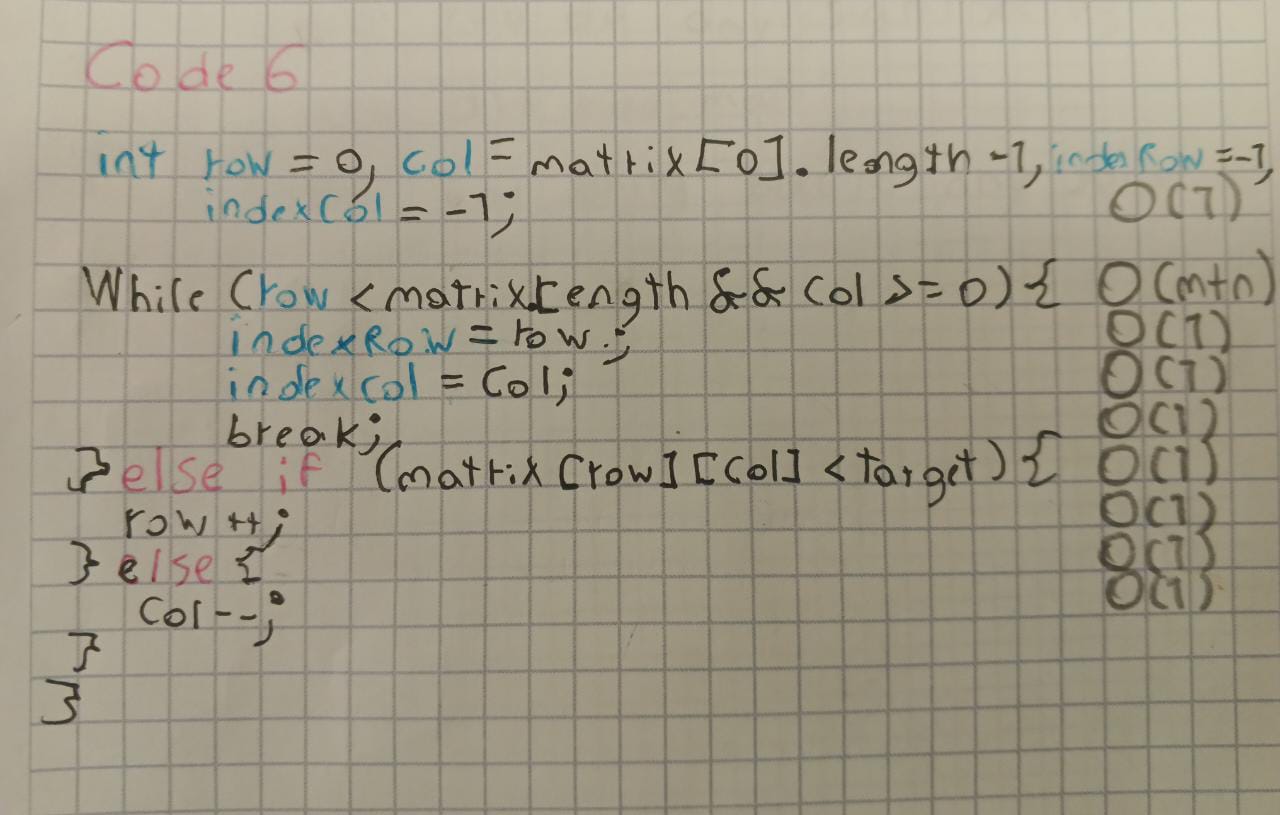 Code 6
int row = 0, col = matrix[0].length -1, indexRow = -1,
indexCol = -1; O(1)
While (row < matrix.length && Col >= 0) { O(m+n)
indexRow = row.; O(1)
indexcol = Col; O(1)
break; O(1)
} else if (matrix [row] [Col] < Target) { O(1)
row ++; O(1)
} else { O(1)
Col--; O(1)
}
}